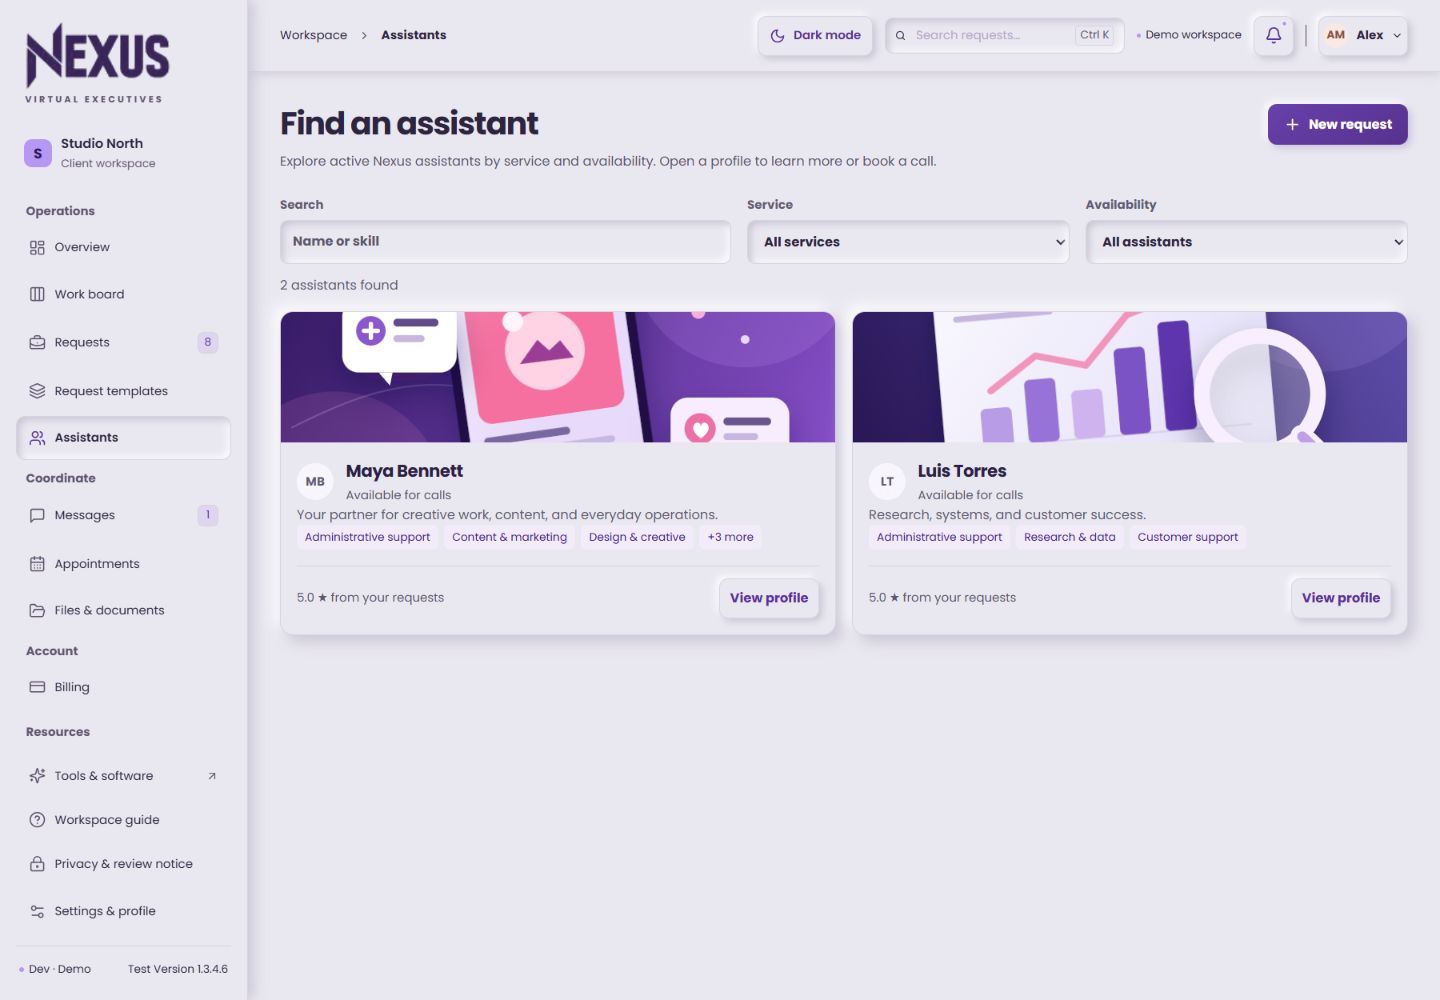 NEXUS
VIRTUAL EXECUTIVES
S
Studio North
Client workspace
Operations
Overview
Work board
Requests 8
Request templates
Assistants
Coordinate
Messages 1
Appointments
Files & documents
Account
Billing
Resources
Tools & software
Workspace guide
Privacy & review notice
Settings & profile
Dev · Demo Test Version 1.3.4.6
Workspace > Assistants
Dark mode
Search requests... Ctrl K
Demo workspace
AM Alex
Find an assistant
New request
Explore active Nexus assistants by service and availability. Open a profile to learn more or book a call.
Search
Name or skill
Service
All services
Availability
All assistants
2 assistants found
MB
Maya Bennett
Available for calls
Your partner for creative work, content, and everyday operations.
Administrative support Content & marketing Design & creative +3 more
5.0 ★ from your requests
View profile
LT
Luis Torres
Available for calls
Research, systems, and customer success.
Administrative support Research & data Customer support
5.0 ★ from your requests
View profile